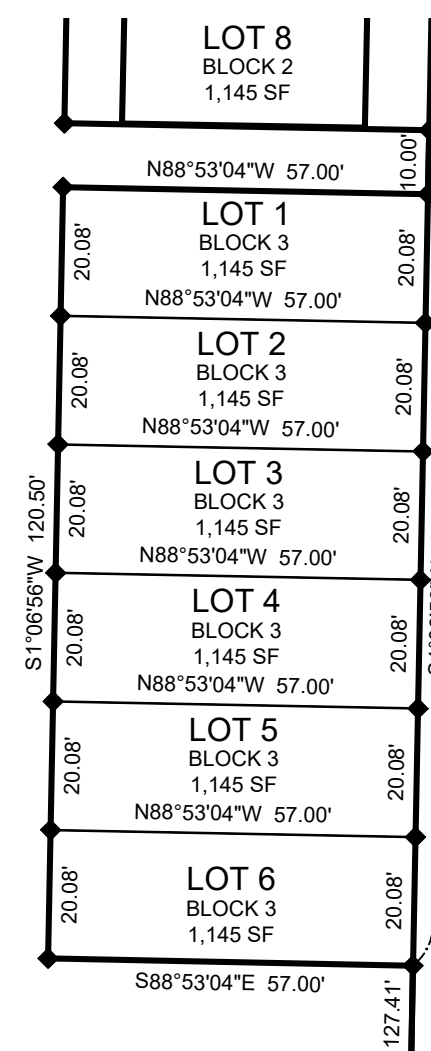 LOT 8
BLOCK 2
1,145 SF
10.00'
N88°53'04"W 57.00'
LOT 1
BLOCK 3
1,145 SF
20.08'
20.08'
N88°53'04"W 57.00'
LOT 2
BLOCK 3
1,145 SF
20.08'
20.08'
N88°53'04"W 57.00'
LOT 3
BLOCK 3
1,145 SF
20.08'
20.08'
N88°53'04"W 57.00'
S1°06'56"W 120.50'
LOT 4
BLOCK 3
1,145 SF
20.08'
20.08'
N88°53'04"W 57.00'
LOT 5
BLOCK 3
1,145 SF
20.08'
20.08'
N88°53'04"W 57.00'
LOT 6
BLOCK 3
1,145 SF
20.08'
20.08'
S88°53'04"E 57.00'
127.41'